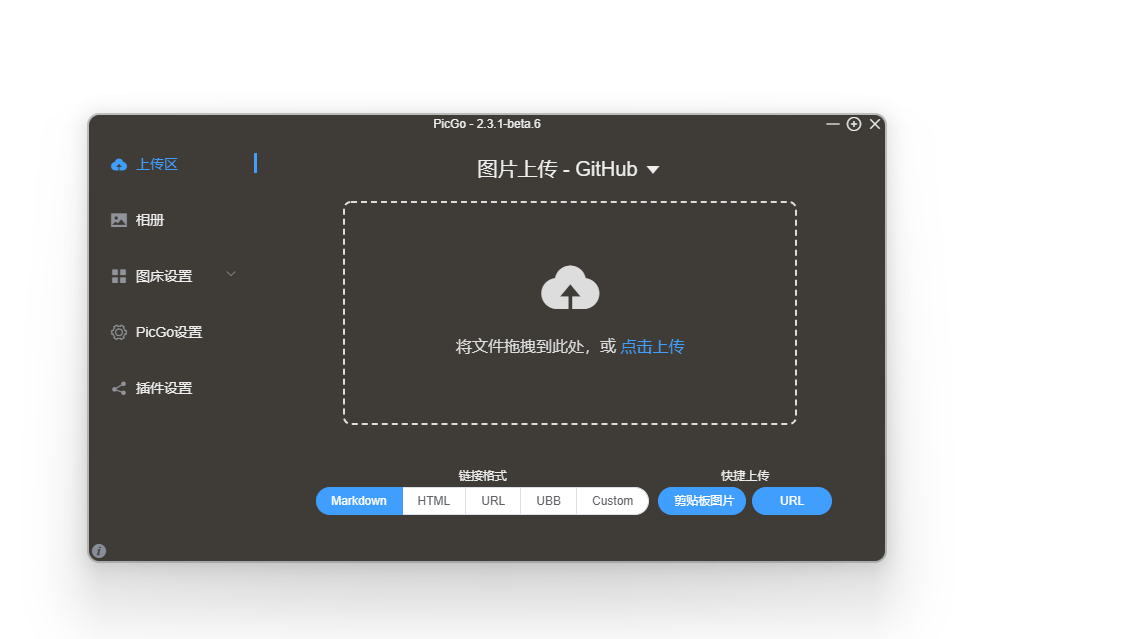 PicGo - 2.3.1-beta.6
上传区
相册
图床设置
PicGo设置
插件设置
图片上传 - GitHub
将文件拖拽到此处，或 点击上传
链接格式
Markdown HTML URL UBB Custom
快捷上传
剪贴板图片 URL